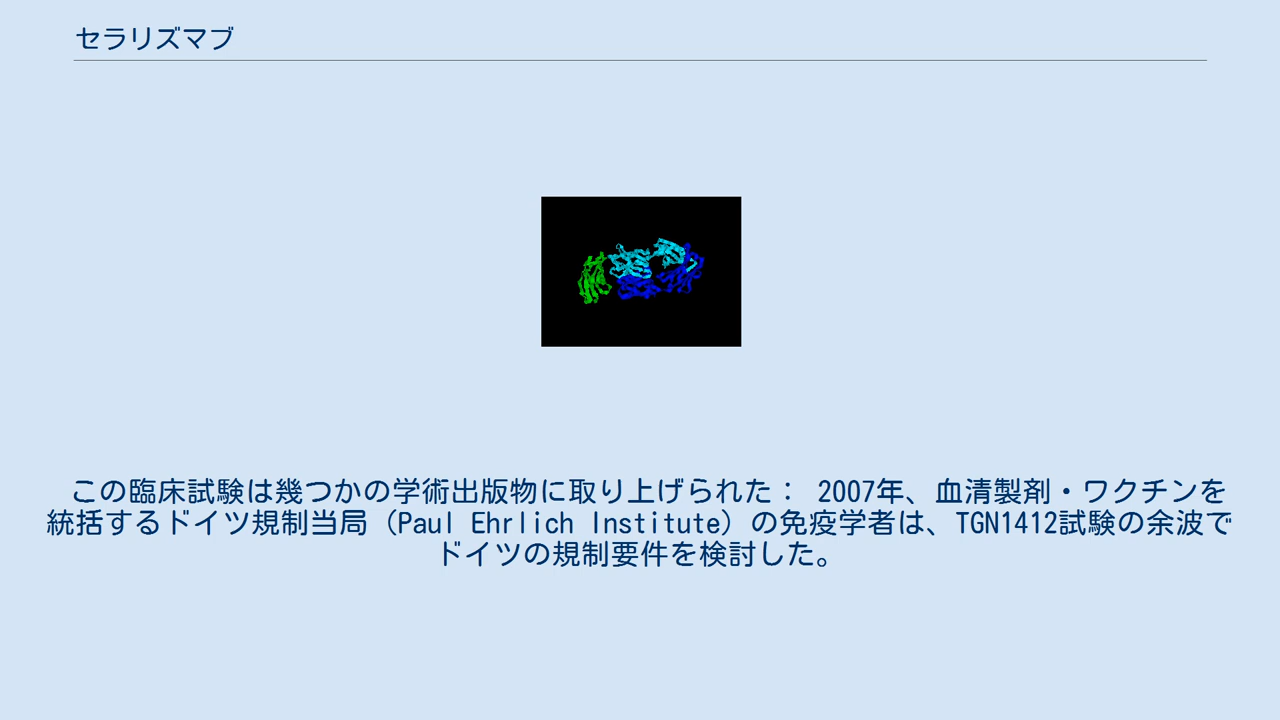 セラリズマブ
この臨床試験は幾つかの学術出版物に取り上げられた： 2007年、血清製剤・ワクチンを
統括するドイツ規制当局（Paul Ehrlich Institute）の免疫学者は、TGN1412試験の余波で
ドイツの規制要件を検討した。